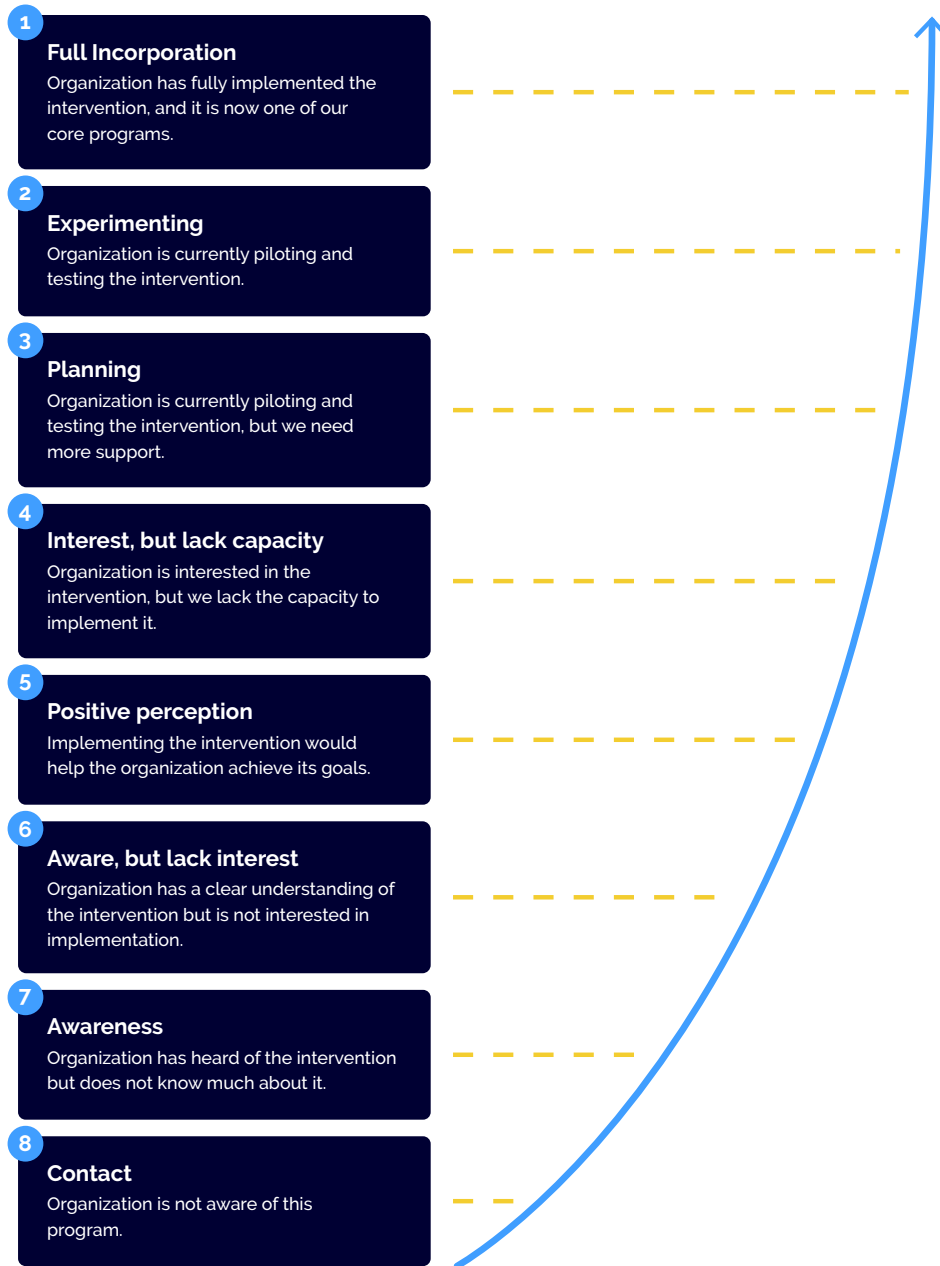 1
Full Incorporation
Organization has fully implemented the
intervention, and it is now one of our
core programs.
2
Experimenting
Organization is currently piloting and
testing the intervention.
3
Planning
Organization is currently piloting and
testing the intervention, but we need
more support.
4
Interest, but lack capacity
Organization is interested in the
intervention, but we lack the capacity to
implement it.
5
Positive perception
Implementing the intervention would
help the organization achieve its goals.
6
Aware, but lack interest
Organization has a clear understanding of
the intervention but is not interested in
implementation.
7
Awareness
Organization has heard of the intervention
but does not know much about it.
8
Contact
Organization is not aware of this
program.